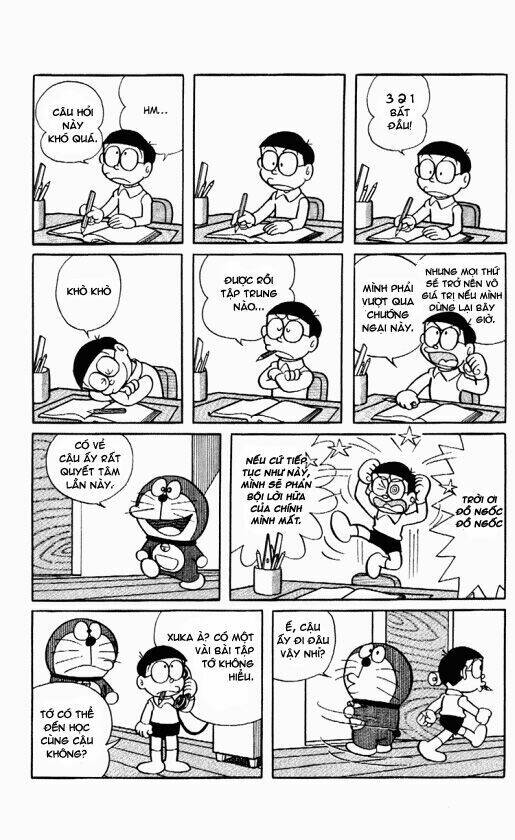 3 2 1
BẮT
ĐẦU!
HM...
CÂU HỎI
NÀY
KHÓ QUÁ.
NHƯNG MỌI THỨ
SẼ TRỞ NÊN VÔ
GIÁ TRỊ NẾU MÌNH
DỪNG LẠI BÂY
GIỜ.
MÌNH PHẢI
VƯỢT QUA
CHƯỚNG
NGẠI NÀY.
ĐƯỢC RỒI
TẬP TRUNG
NÀO...
KHÒ KHÒ
TRỜI ƠI
ĐỒ NGỐC
ĐỒ NGỐC
NẾU CỨ TIẾP
TỤC NHƯ NÀY,
MÌNH SẼ PHẢN
BỘI LỜI HỨA
CỦA CHÍNH
MÌNH MẤT.
CÓ VẺ
CẬU ẤY RẤT
QUYẾT TÂM
LẦN NÀY.
Ế, CẬU
ẤY ĐI ĐÂU
VẬY NHỈ?
XUKA À? CÓ MỘT
VÀI BÀI TẬP
TỚ KHÔNG
HIỂU.
TỚ CÓ THỂ
ĐẾN HỌC
CÙNG CẬU
KHÔNG?